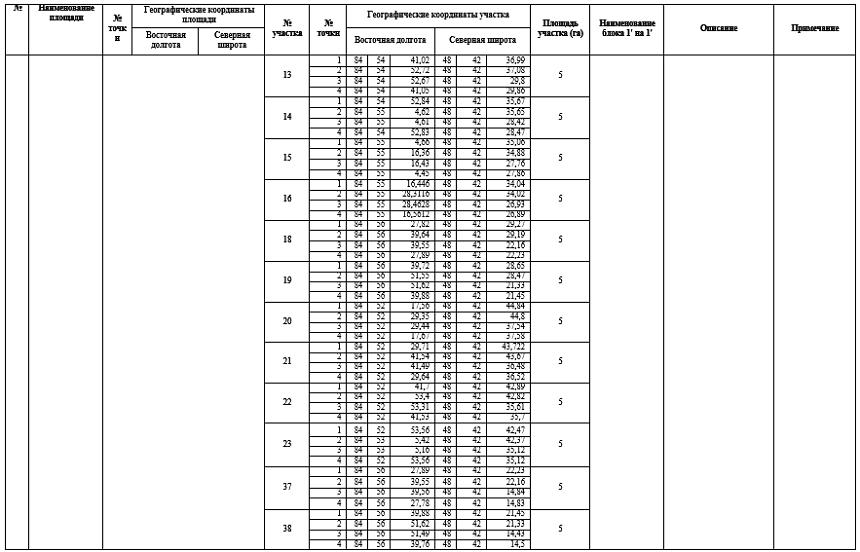 № Наименование площади № точки Географические координаты площади № участка № точки Географические координаты участка Площадь участка (га) Наименование блока 1' на 1' Описание Примечание
Восточная долгота Северная широта Восточная долгота Северная широта
13 5
1 84 54 41,02 48 42 36,99
2 84 54 52,72 48 42 37,08
3 84 54 52,67 48 42 29,8
4 84 54 41,05 48 42 29,86
14 5
1 84 54 52,84 48 42 35,67
2 84 55 4,62 48 42 35,65
3 84 55 4,61 48 42 28,42
4 84 54 52,83 48 42 28,47
15 5
1 84 55 4,66 48 42 35,06
2 84 55 16,36 48 42 34,88
3 84 55 16,43 48 42 27,76
4 84 55 4,45 48 42 27,86
16 5
1 84 55 16,446 48 42 34,04
2 84 55 28,3116 48 42 34,02
3 84 55 28,4628 48 42 26,93
4 84 55 16,5612 48 42 26,89
18 5
1 84 56 27,82 48 42 29,27
2 84 56 39,64 48 42 29,19
3 84 56 39,55 48 42 22,16
4 84 56 27,89 48 42 22,23
19 5
1 84 56 39,72 48 42 28,65
2 84 56 51,55 48 42 28,47
3 84 56 51,62 48 42 21,33
4 84 56 39,88 48 42 21,45
20 5
1 84 52 17,56 48 42 44,84
2 84 52 29,35 48 42 44,8
3 84 52 29,44 48 42 37,54
4 84 52 17,67 48 42 37,58
21 5
1 84 52 29,71 48 42 43,722
2 84 52 41,54 48 42 43,67
3 84 52 41,49 48 42 36,48
4 84 52 29,64 48 42 36,52
22 5
1 84 52 41,7 48 42 42,89
2 84 52 53,4 48 42 42,82
3 84 52 53,31 48 42 35,61
4 84 52 41,53 48 42 35,7
23 5
1 84 52 53,56 48 42 42,47
2 84 53 5,42 48 42 42,37
3 84 53 5,16 48 42 35,12
4 84 52 53,56 48 42 35,12
37 5
1 84 56 27,89 48 42 22,23
2 84 56 39,55 48 42 22,16
3 84 56 39,56 48 42 14,84
4 84 56 27,78 48 42 14,83
38 5
1 84 56 39,88 48 42 21,45
2 84 56 51,62 48 42 21,33
3 84 56 51,49 48 42 14,43
4 84 56 39,76 48 42 14,5